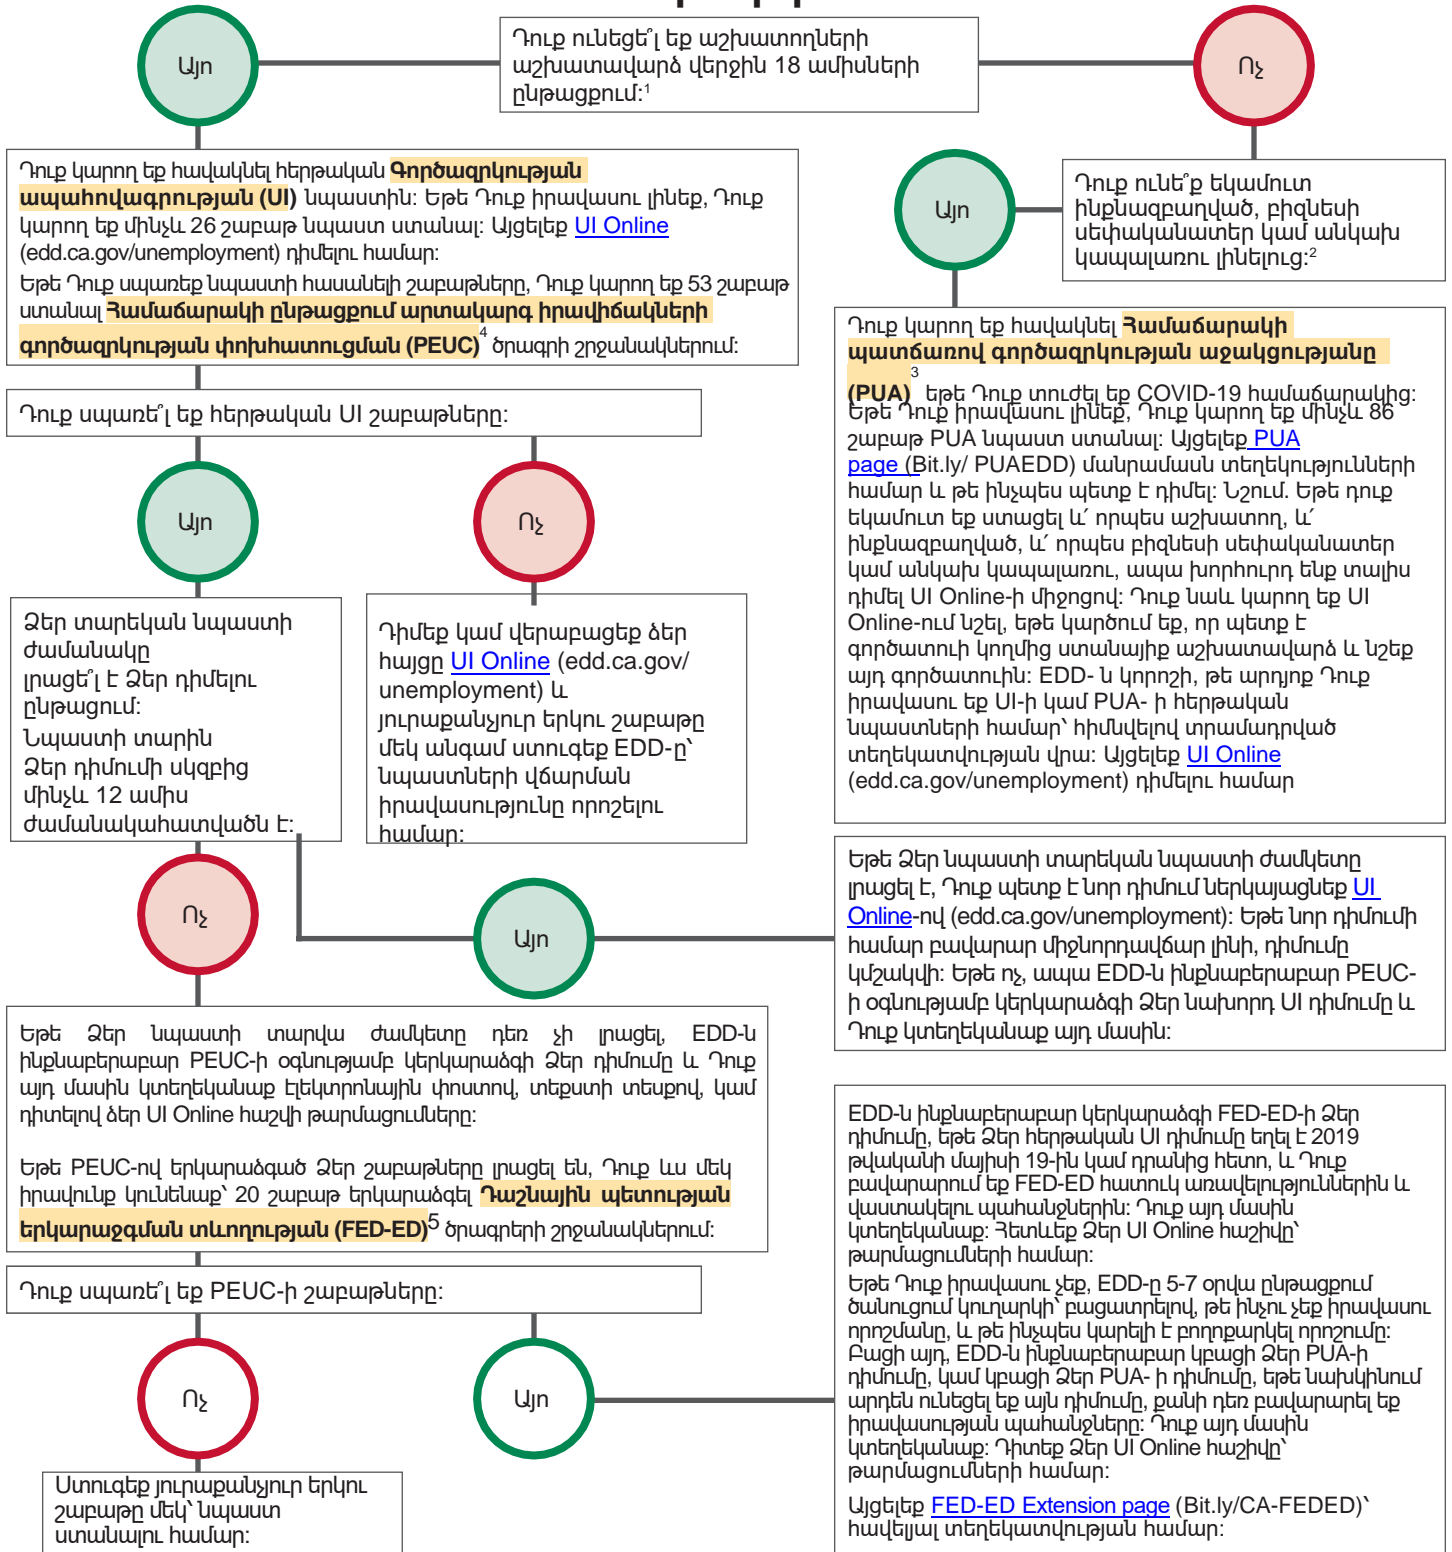 Դուք ունեցե՞լ եք աշխատողների
աշխատավարձ վերջին 18 ամիսների
ընթացքում:¹
Այո
Ոչ
Դուք կարող եք հավակնել հերթական Գործազրկության
ապահովագրության (UI) նպաստին: Եթե Դուք իրավասու լինեք, Դուք
կարող եք մինչև 26 շաբաթ նպաստ ստանալ: Այցելեք UI Online
(edd.ca.gov/unemployment) դիմելու համար:
Եթե Դուք սպառեք նպաստի հասանելի շաբաթները, Դուք կարող եք 53 շաբաթ
ստանալ Համաճարակի ընթացքում արտակարգ իրավիճակների
գործազրկության փոխհատուցման (PEUC)⁴ ծրագրի շրջանակներում:
Այո
Դուք ունե՞ք եկամուտ
ինքնազբաղված, բիզնեսի
սեփականատեր կամ անկախ
կապալառու լինելուց:²
Դուք կարող եք հավակնել Համաճարակի
պատճառով գործազրկության աջակցությանը
(PUA)³ եթե Դուք տուժել եք COVID-19 համաճարակից:
Եթե Դուք իրավասու լինեք, Դուք կարող եք մինչև 86
շաբաթ PUA նպաստ ստանալ: Այցելեք PUA
page (Bit.ly/ PUAEDD) մանրամասն տեղեկությունների
համար և թե ինչպես պետք է դիմել: Նշում. Եթե դուք
եկամուտ եք ստացել և՛ որպես աշխատող, և՛
ինքնազբաղված, և՛ որպես բիզնեսի սեփականատեր
կամ անկախ կապալառու, ապա խորհուրդ ենք տալիս
դիմել UI Online-ի միջոցով: Դուք նաև կարող եք UI
Online-ում նշել, եթե կարծում եք, որ պետք է
գործատուի կողմից ստանայիք աշխատավարձ և նշեք
այդ գործատուին: EDD- ն կորոշի, թե արդյոք Դուք
իրավասու եք UI-ի կամ PUA- ի հերթական
նպաստների համար՝ հիմնվելով տրամադրված
տեղեկատվության վրա: Այցելեք UI Online
(edd.ca.gov/unemployment) դիմելու համար
Դուք սպառե՞լ եք հերթական UI շաբաթները:
Այո
Ոչ
Ձեր տարեկան նպաստի
ժամանակը
լրացե՞լ է Ձեր դիմելու
ընթացում:
Նպաստի տարին
Ձեր դիմումի սկզբից
մինչև 12 ամիս
ժամանակահատվածն է:
Դիմեք կամ վերաբացեք ձեր
հայցը UI Online (edd.ca.gov/
unemployment) և
յուրաքանչյուր երկու շաբաթը
մեկ անգամ ստուգեք EDD-ը՝
նպաստների վճարման
իրավասությունը որոշելու
համար:
Ոչ
Այո
Եթե Ձեր նպաստի տարեկան նպաստի ժամկետը
լրացել է, Դուք պետք է նոր դիմում ներկայացնեք UI
Online-ով (edd.ca.gov/unemployment): Եթե նոր դիմումի
համար բավարար միջնորդավճար լինի, դիմումը
կմշակվի: Եթե ոչ, ապա EDD-ն ինքնաբերաբար PEUC-
ի օգնությամբ կերկարաձգի Ձեր նախորդ UI դիմումը և
Դուք կտեղեկանաք այդ մասին:
Եթե Ձեր նպաստի տարվա ժամկետը դեռ չի լրացել, EDD-ն
ինքնաբերաբար PEUC-ի օգնությամբ կերկարաձգի Ձեր դիմումը և Դուք
այդ մասին կտեղեկանաք էլեկտրոնային փոստով, տեքստի տեսքով, կամ
դիտելով ձեր UI Online հաշվի թարմացումները:
Եթե PEUC-ով երկարաձգած Ձեր շաբաթները լրացել են, Դուք ևս մեկ
իրավունք կունենաք՝ 20 շաբաթ երկարաձգել Դաշնային պետության
երկարաջգման տևողության (FED-ED)5 ծրագրերի շրջանակներում:
Դուք սպառե՞լ եք PEUC-ի շաբաթները:
Ոչ
Այո
Ստուգեք յուրաքանչյուր երկու
շաբաթը մեկ՝ նպաստ
ստանալու համար:
EDD-ն ինքնաբերաբար կերկարաձգի FED-ED-ի Ձեր
դիմումը, եթե Ձեր հերթական UI դիմումը եղել է 2019
թվականի մայիսի 19-ին կամ դրանից հետո, և Դուք
բավարարում եք FED-ED հատուկ առավելություններին և
վաստակելու պահանջներին: Դուք այդ մասին
կտեղեկանաք: Հետևեք Ձեր UI Online հաշիվը՝
թարմացումների համար:
Եթե Դուք իրավասու չեք, EDD-ը 5-7 օրվա ընթացքում
ծանուցում կուղարկի՝ բացատրելով, թե ինչու չեք իրավասու
որոշմանը, և թե ինչպես կարելի է բողոքարկել որոշումը:
Բացի այդ, EDD-ն ինքնաբերաբար կբացի Ձեր PUA-ի
դիմումը, կամ կբացի Ձեր PUA- ի դիմումը, եթե նախկինում
արդեն ունեցել եք այն դիմումը, քանի դեռ բավարարել եք
իրավասության պահանջները: Դուք այդ մասին
կտեղեկանաք: Դիտեք Ձեր UI Online հաշիվը՝
թարմացումների համար:
Այցելեք FED-ED Extension page (Bit.ly/CA-FEDED)՝
հավելյալ տեղեկատվության համար: